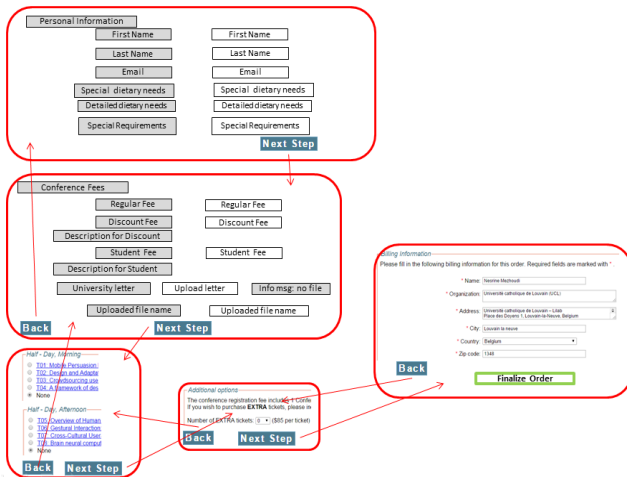 Personal Information
First Name First Name
Last Name Last Name
Email Email
Special dietary needs Special dietary needs
Detailed dietary needs Detailed dietary needs
Special Requirements Special Requirements
Next Step
Conference Fees
Regular Fee Regular Fee
Discount Fee Discount Fee
Description for Discount
Student Fee Student Fee
Description for Student
University letter Upload letter Info msg: no file
Uploaded file name Uploaded file name
Back Next Step
Half - Day, Morning
T01: Mobile Persuasion:
T02: Design and Adapta
T03: Crowdsourcing use
T04: A framework of des
None
Half - Day, Afternoon
T05: Overview of Human
T06: Gestural Interaction
T07: Cross-Cultural User
T08: Brain neural comput
None
Back Next Step
Additional options
The conference registration fee includes 1 Confe
If you wish to purchase EXTRA tickets, please in
Number of EXTRA tickets: 0 ($85 per ticket)
Back Next Step
Billing Information
Please fill in the following billing information for this order. Required fields are marked with *
* Name: Nesrine Mezhoudi
* Organization: Université catholique de Louvain (UCL)
* Address: Université catholique de Louvain – LSM
Place des Doyens 1, Louvain-la-Neuve, Belgium
* City: Louvain la neuve
* Country: Belgium
* Zip code: 1348
Back
Finalize Order